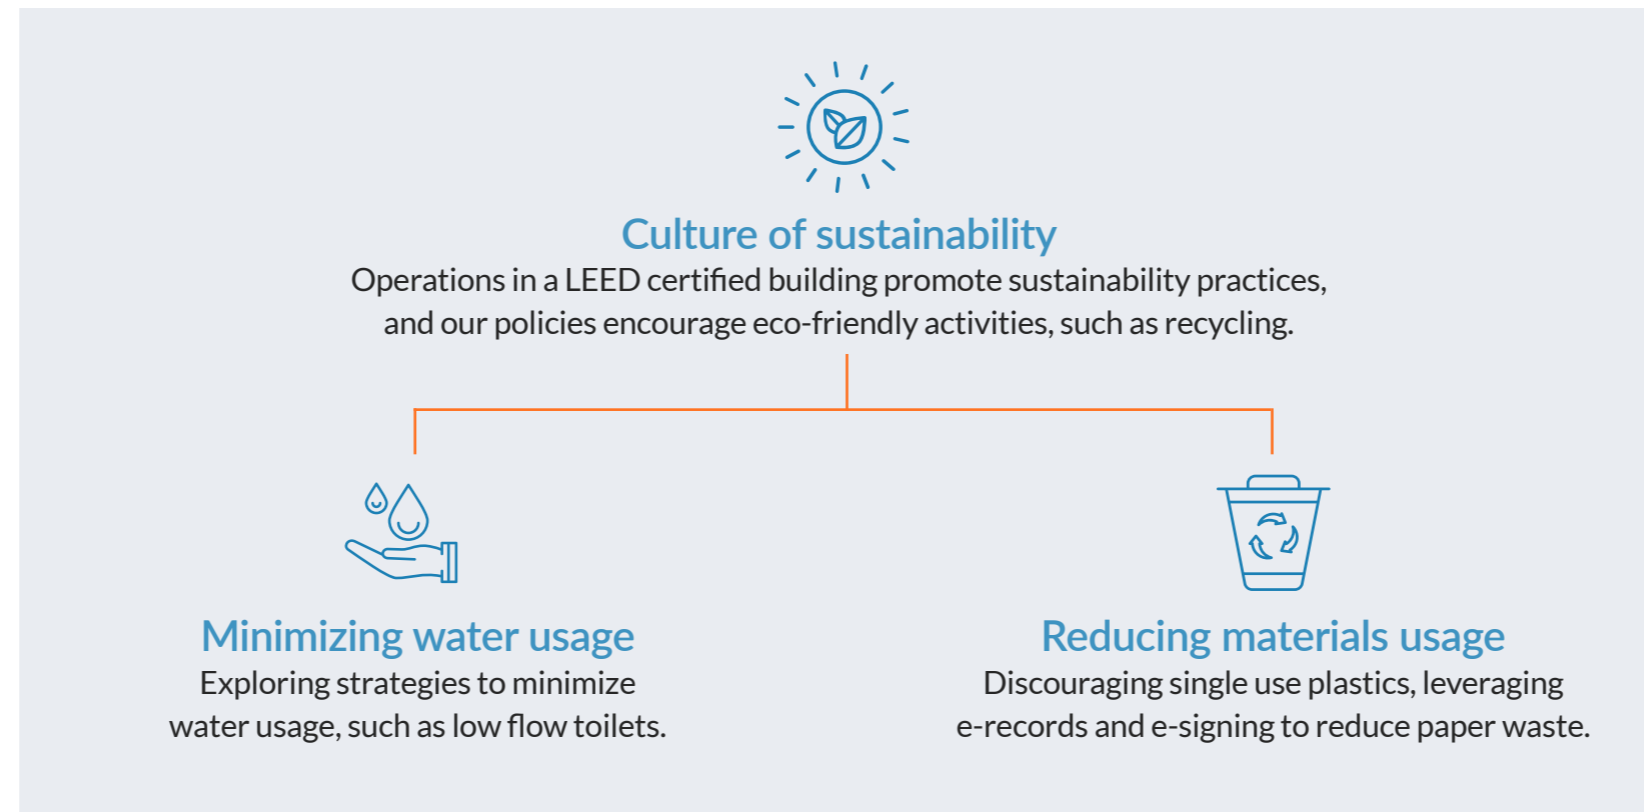 Culture of sustainability
Operations in a LEED certified building promote sustainability practices,
and our policies encourage eco-friendly activities, such as recycling.
Minimizing water usage
Exploring strategies to minimize
water usage, such as low flow toilets.
Reducing materials usage
Discouraging single use plastics, leveraging
e-records and e-signing to reduce paper waste.